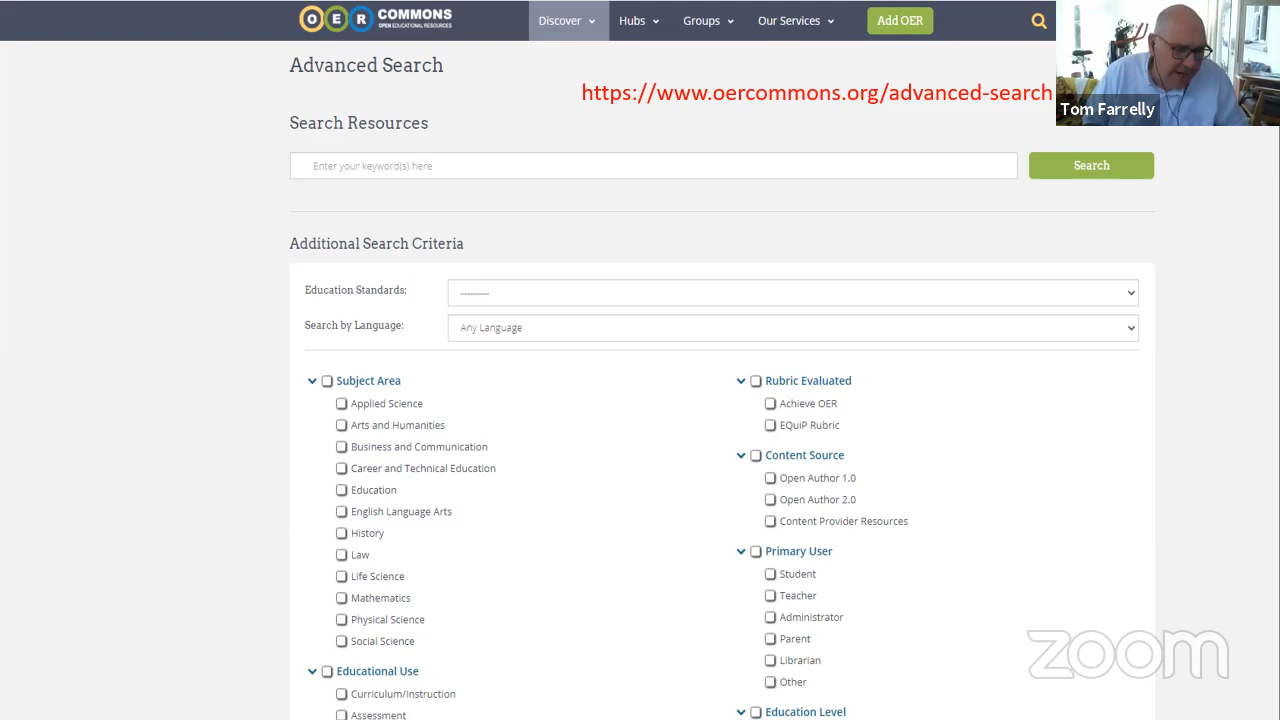 OER COMMONS
OPEN EDUCATIONAL RESOURCES
Discover
Hubs
Groups
Our Services
Add OER
Advanced Search
https://www.oercommons.org/advanced-search
Tom Farrelly
Search Resources
Enter your keyword(s) here
Search
Additional Search Criteria
Education Standards:
---------
Search by Language:
Any Language
Subject Area
Applied Science
Arts and Humanities
Business and Communication
Career and Technical Education
Education
English Language Arts
History
Law
Life Science
Mathematics
Physical Science
Social Science
Educational Use
Curriculum/Instruction
Assessment
Rubric Evaluated
Achieve OER
EQuiP Rubric
Content Source
Open Author 1.0
Open Author 2.0
Content Provider Resources
Primary User
Student
Teacher
Administrator
Parent
Librarian
Other
Education Level
zoom